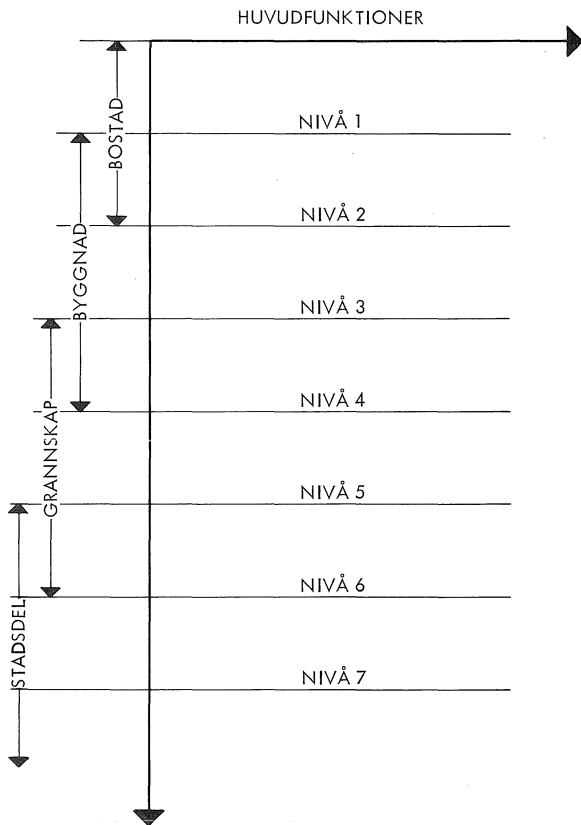 HUVUDFUNKTIONER
BOSTAD
NIVÅ 1
BYGGNAD
NIVÅ 2
NIVÅ 3
GRANNSKAP
NIVÅ 4
NIVÅ 5
STADSDEL
NIVÅ 6
NIVÅ 7